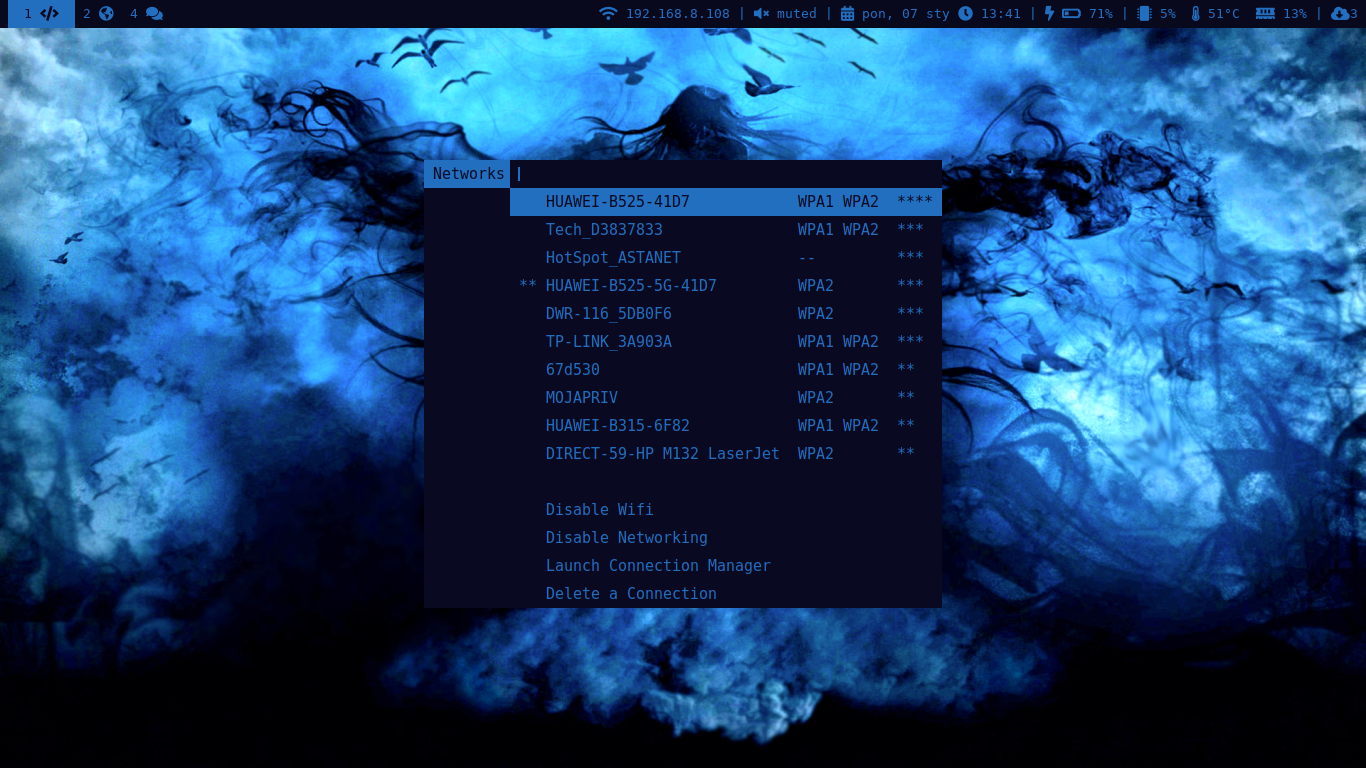 1 2 4 192.168.8.108 | muted | pon, 07 sty 13:41 | 71% | 5% 51°C 13% | 3
Networks
HUAWEI-B525-41D7 WPA1 WPA2 ****
Tech_D3837833 WPA1 WPA2 ***
HotSpot_ASTANET -- ***
** HUAWEI-B525-5G-41D7 WPA2 ***
DWR-116_5DB0F6 WPA2 ***
TP-LINK_3A903A WPA1 WPA2 ***
67d530 WPA1 WPA2 **
MOJAPRIV WPA2 **
HUAWEI-B315-6F82 WPA1 WPA2 **
DIRECT-59-HP M132 LaserJet WPA2 **
Disable Wifi
Disable Networking
Launch Connection Manager
Delete a Connection